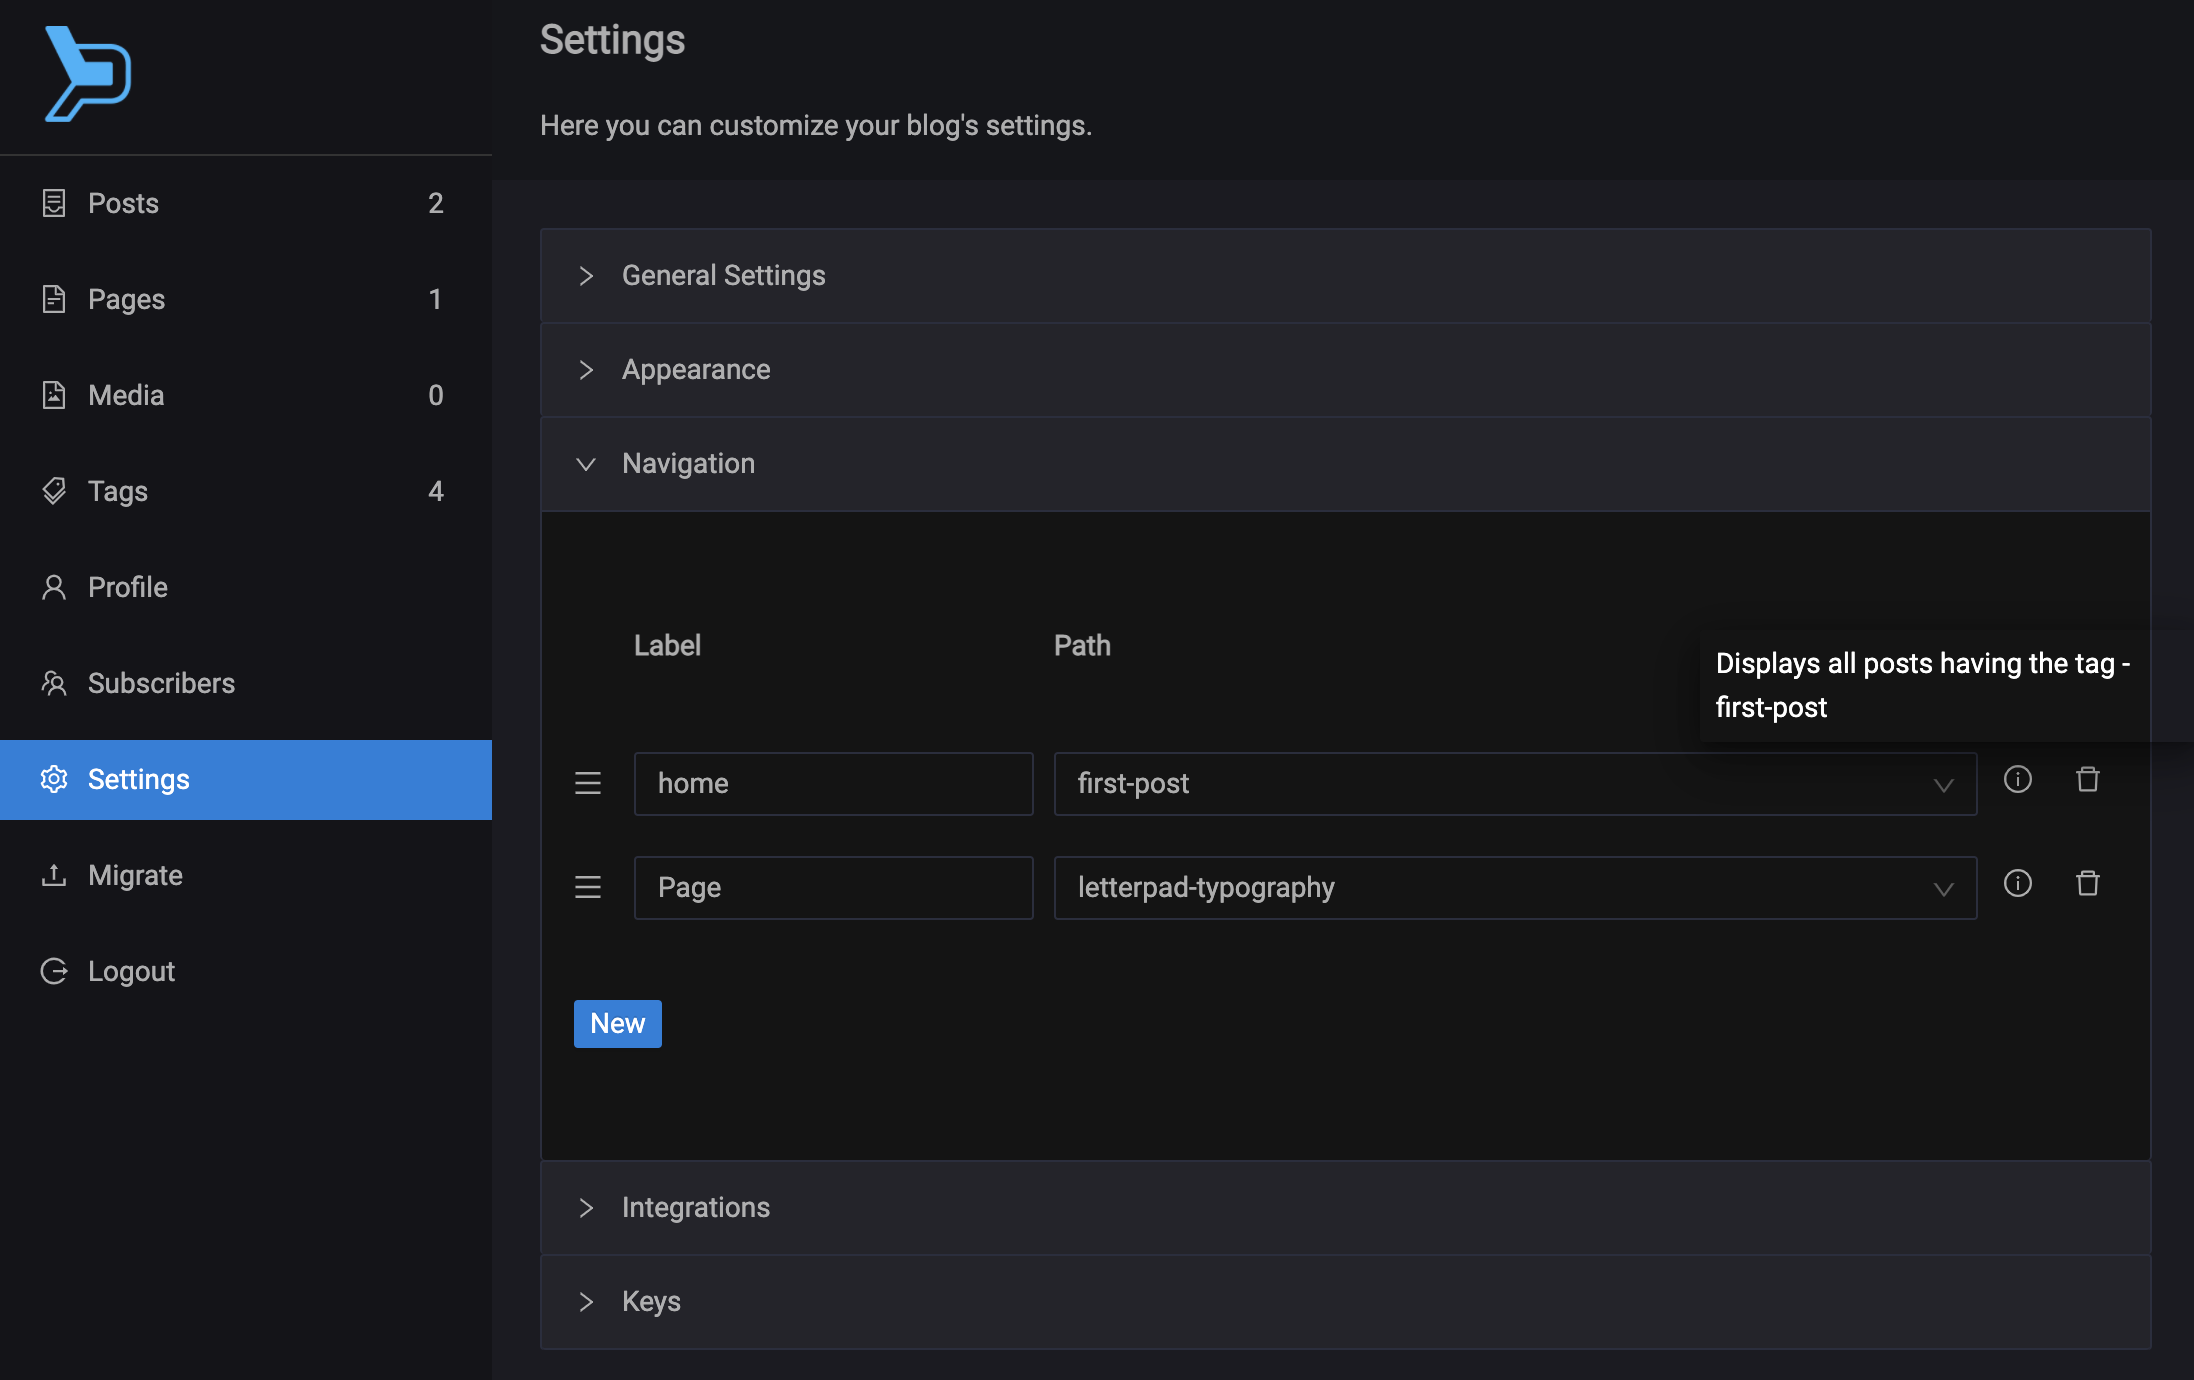 Settings
Here you can customize your blog's settings.
Posts 2
Pages 1
Media 0
Tags 4
Profile
Subscribers
Settings
Migrate
Logout
General Settings
Appearance
Navigation
Label Path
Displays all posts having the tag -
first-post
home first-post
Page letterpad-typography
New
Integrations
Keys